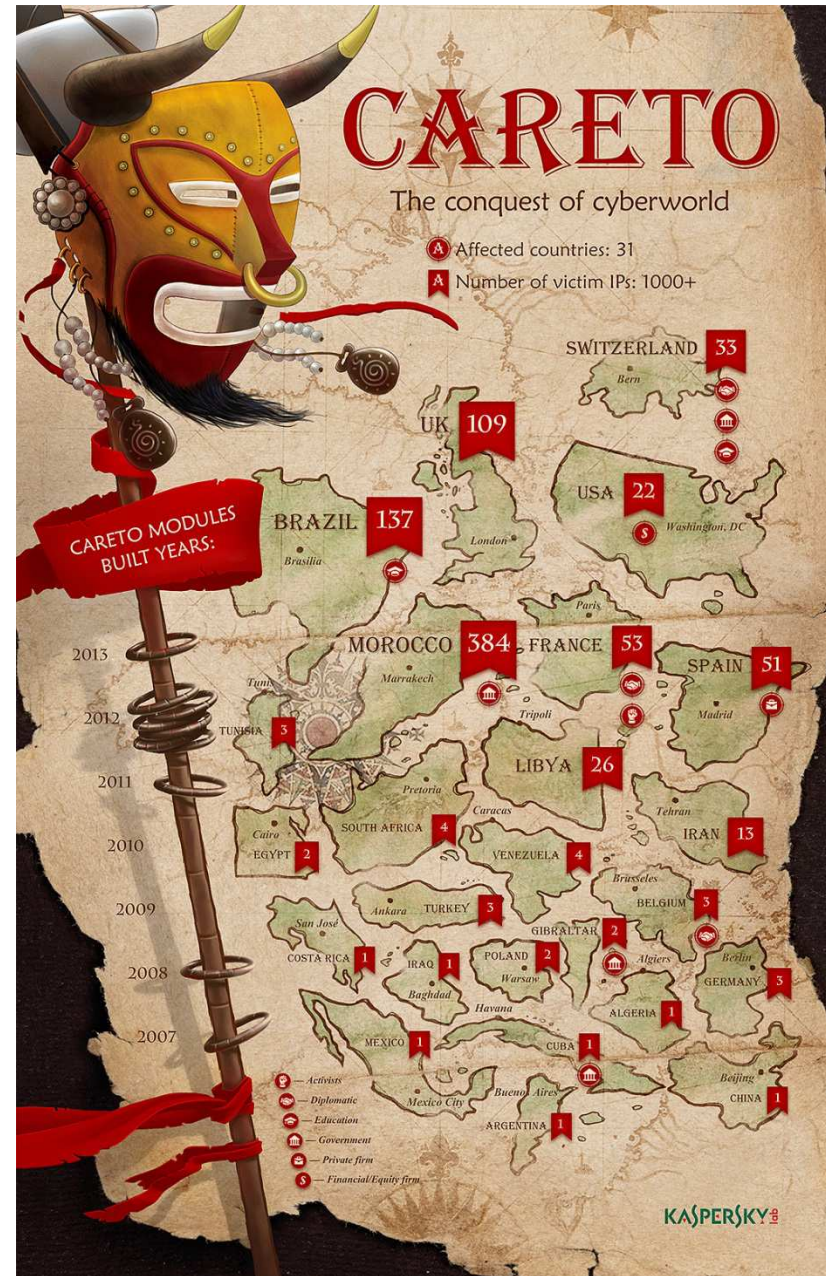 CARETO
The conquest of cyberworld
A Affected countries: 31
A Number of victim IPs: 1000+
SWITZERLAND 33
Bern
UK 109
London
USA 22
$
Washington, DC
BRAZIL 137
Brasilia
CARETO MODULES
BUILT YEARS:
2013
2012
2011
2010
2009
2008
2007
MOROCCO 384
Marrakech
Paris
FRANCE 53
SPAIN 51
Madrid
Tunis
TUNISIA 3
Tripoli
LIBYA 26
Pretoria
SOUTH AFRICA 4
Caracas
VENEZUELA 4
Tehran
IRAN 13
Cairo
EGYPT 2
Ankara TURKEY 3
Brusseles
BELGIUM 3
San José
COSTA RICA 1
IRAQ 1
Baghdad
POLAND 2
Warsaw
GIBRALTAR 2
Algiers
ALGERIA 1
Berlin
GERMANY 3
Havana
CUBA 1
MEXICO 1
Mexico City
Buenos Aires
ARGENTINA 1
Beijing
CHINA 1
— Activists
— Diplomatic
— Education
— Government
— Private firm
$ — Financial/Equity firm
KASPERSKY lab